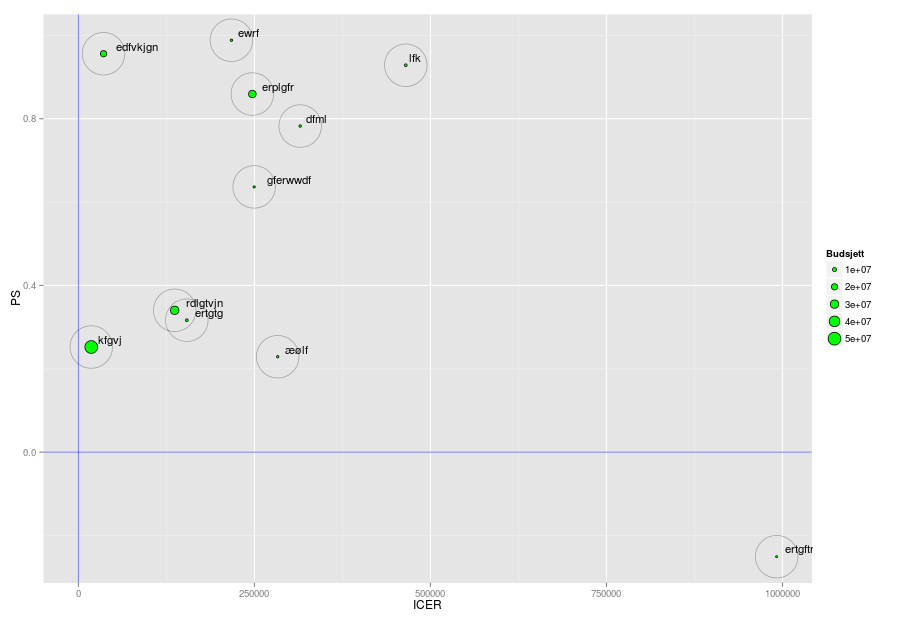 edfvkjgn
ewrf
lfk
erplgfr
dfml
gferwwdf
rdlgtvjn
ertgtg
kfgvj
æølf
ertgftr
PS
0.8
0.4
0.0
0
250000
500000
750000
1000000
ICER
Budsjett
1e+07
2e+07
3e+07
4e+07
5e+07